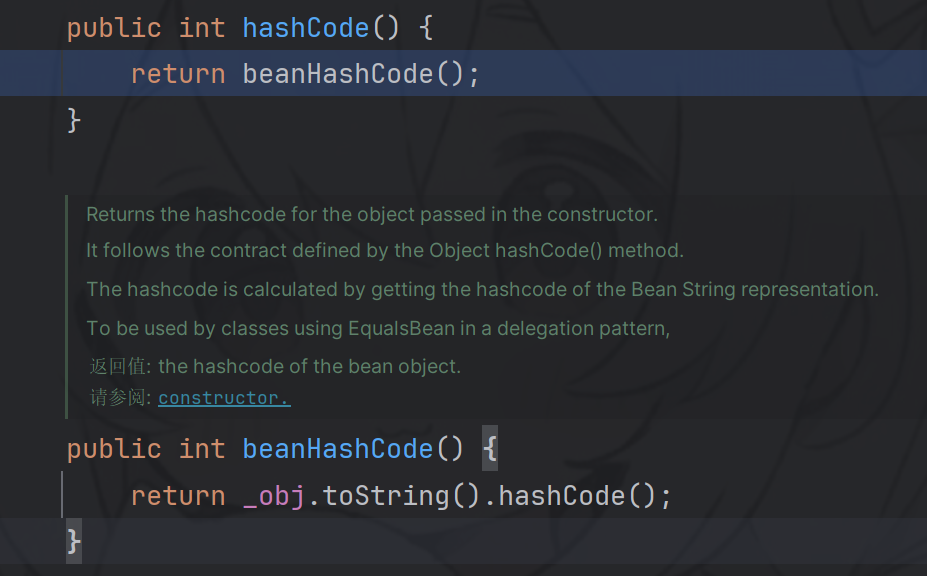 public int hashCode() {
return beanHashCode();
}
Returns the hashcode for the object passed in the constructor.
It follows the contract defined by the Object hashCode() method.
The hashcode is calculated by getting the hashcode of the Bean String representation.
To be used by classes using EqualsBean in a delegation pattern,
返回值: the hashcode of the bean object.
请参阅: constructor.
public int beanHashCode() {
return _obj.toString().hashCode();
}